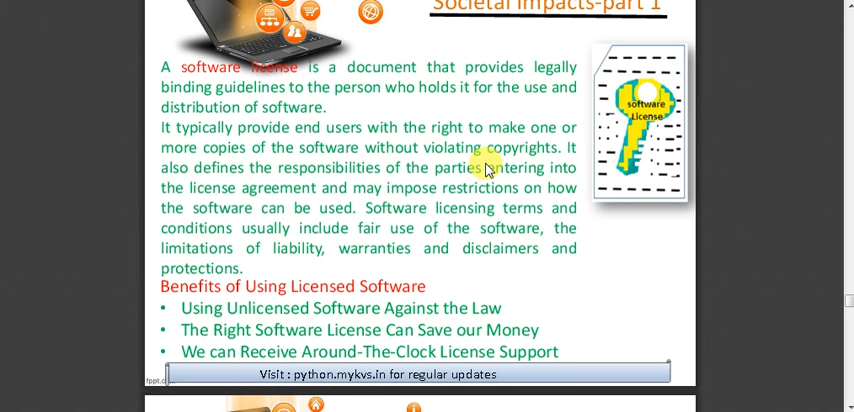 Societal Impacts-part 1
A software license is a document that provides legally
binding guidelines to the person who holds it for the use and
distribution of software.
It typically provide end users with the right to make one or
more copies of the software without violating copyrights. It
also defines the responsibilities of the parties entering into
the license agreement and may impose restrictions on how
the software can be used. Software licensing terms and
conditions usually include fair use of the software, the
limitations of liability, warranties and disclaimers and
protections.
software
License
Benefits of Using Licensed Software
• Using Unlicensed Software Against the Law
• The Right Software License Can Save our Money
• We can Receive Around-The-Clock License Support
Visit : python.mykvs.in for regular updates